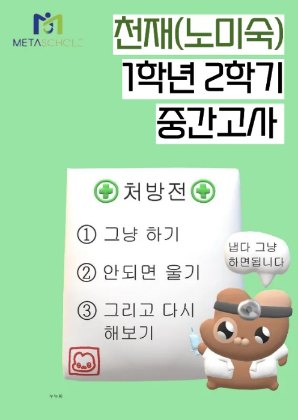 METASCHOLE
천재(노미숙)
1학년 2학기
중간고사
처방전
① 그냥 하기
② 안되면 울기
③ 그리고 다시
해보기
냅다 그냥
하면됩니다